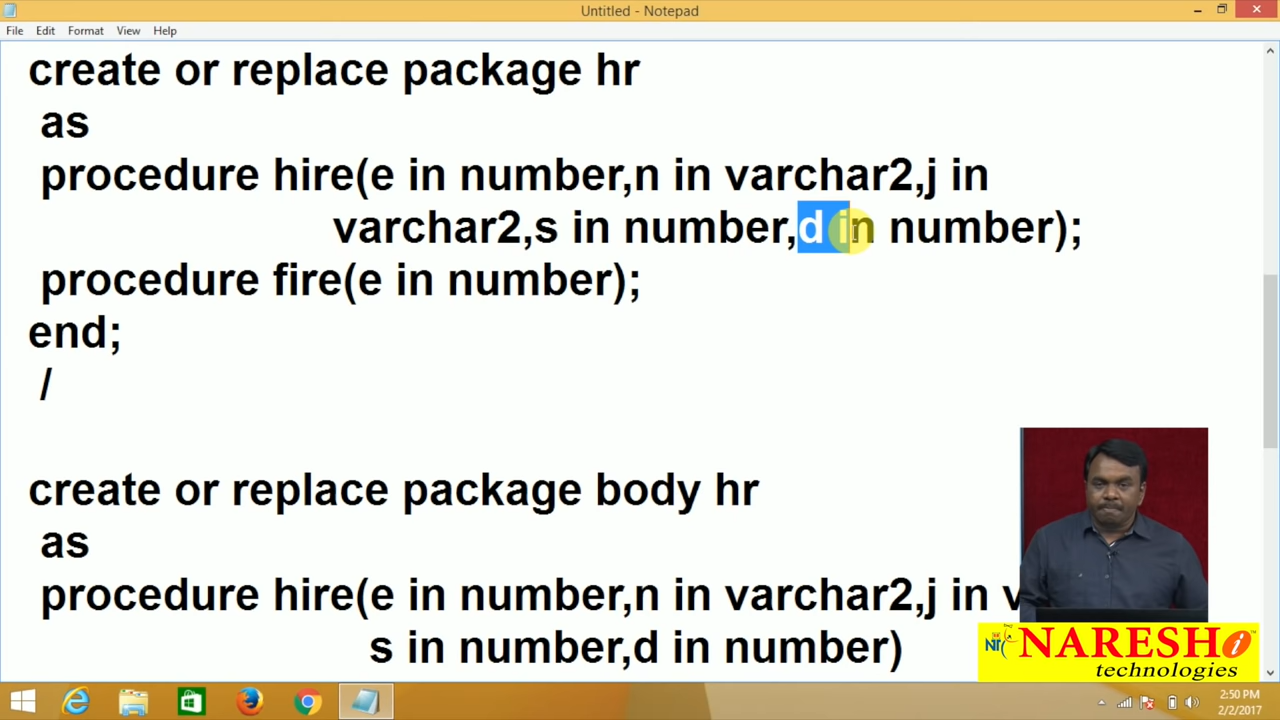 Untitled - Notepad
File Edit Format View Help
create or replace package hr
as
procedure hire(e in number,n in varchar2,j in
varchar2,s in number,d in number);
procedure fire(e in number);
end;
/
create or replace package body hr
as
procedure hire(e in number,n in varchar2,j in
s in number,d in number)
NARESH i
technologies
2:50 PM
2/2/2017